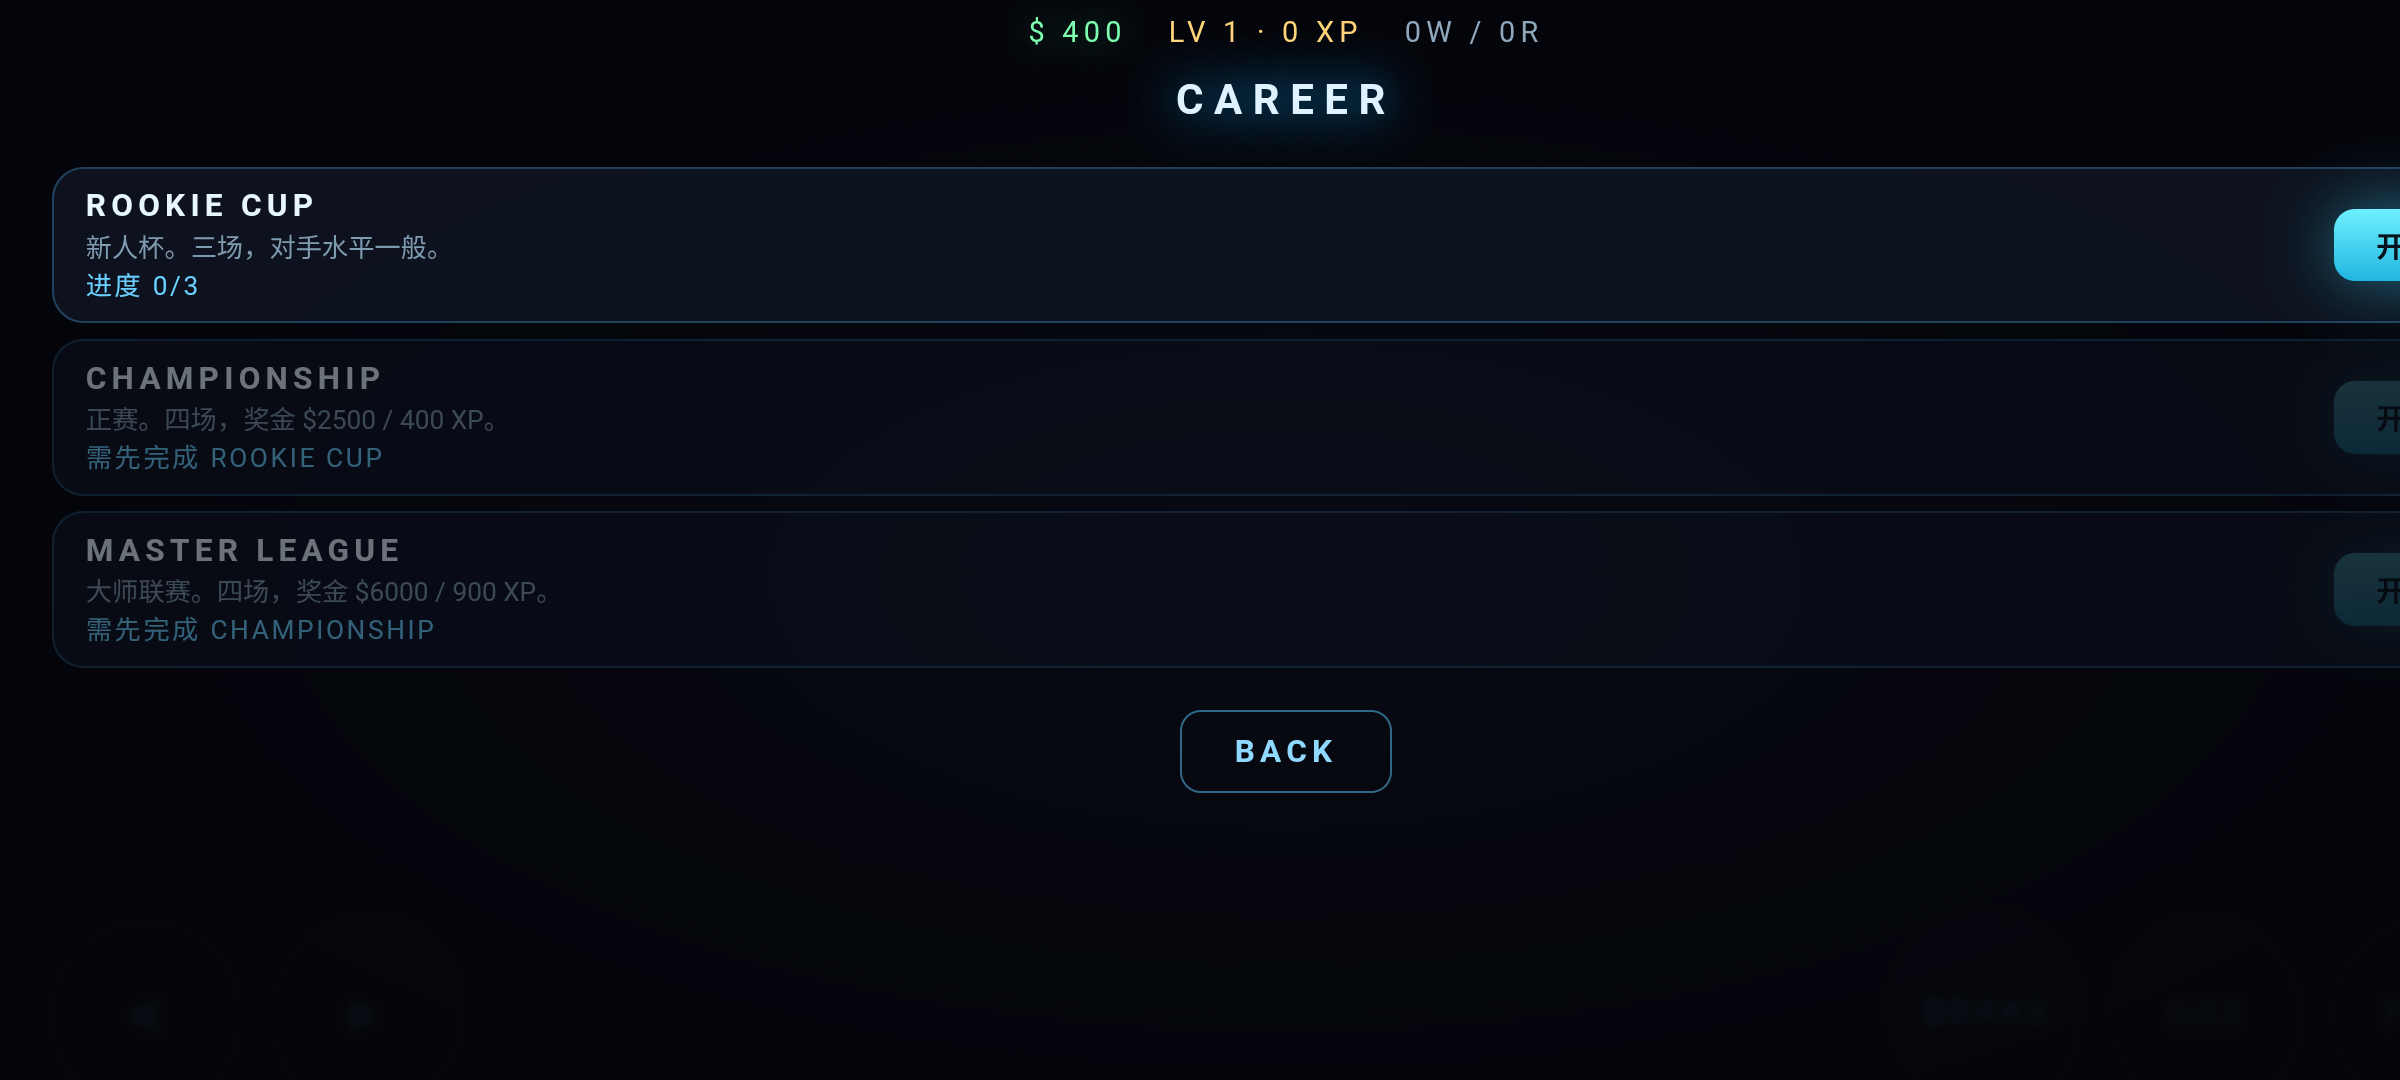 $ 400 LV 1 · 0 XP 0W / 0R
CAREER
ROOKIE CUP
新人杯。三场，对手水平一般。
进度 0/3
开
CHAMPIONSHIP
正赛。四场，奖金 $2500 / 400 XP。
需先完成 ROOKIE CUP
开
MASTER LEAGUE
大师联赛。四场，奖金 $6000 / 900 XP。
需先完成 CHAMPIONSHIP
开
BACK